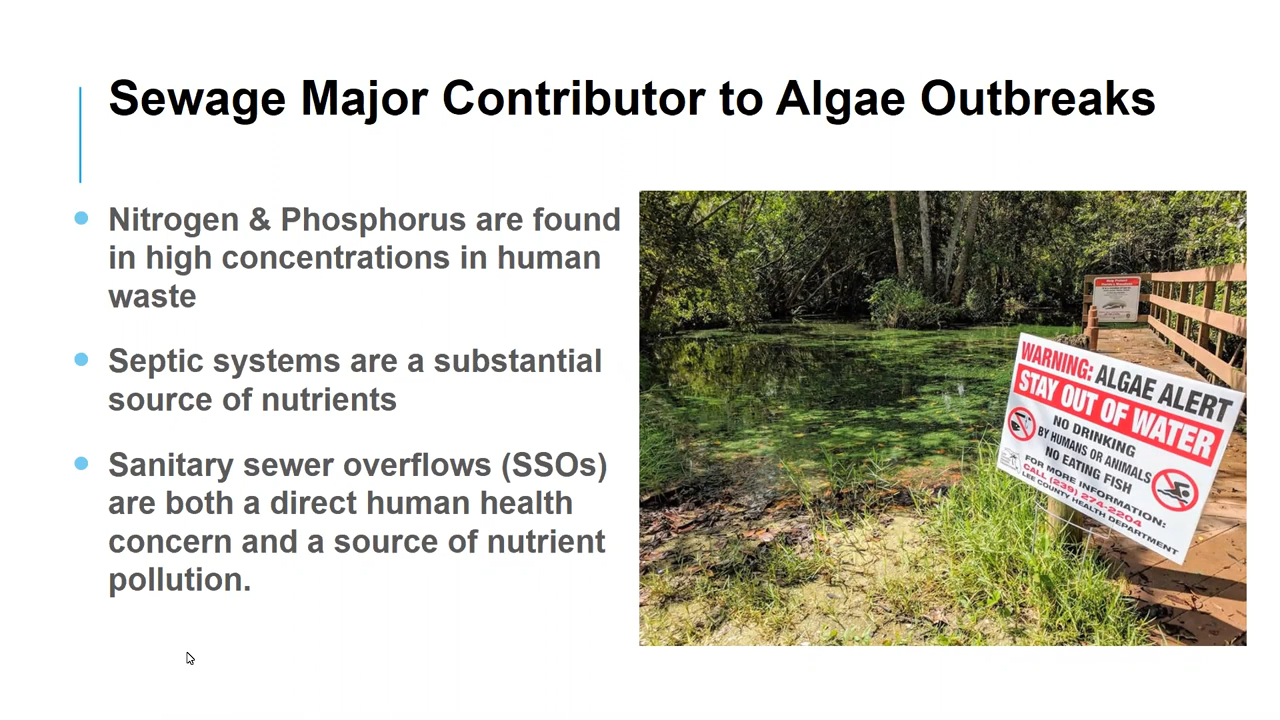 Sewage Major Contributor to Algae Outbreaks
Nitrogen & Phosphorus are found
in high concentrations in human
waste
Septic systems are a substantial
source of nutrients
Sanitary sewer overflows (SSOs)
are both a direct human health
concern and a source of nutrient
pollution.
WARNING: ALGAE ALERT
STAY OUT OF WATER
NO DRINKING
BY HUMANS OR ANIMALS
NO EATING FISH
FOR MORE INFORMATION:
CALL (239) 274-2204
LEE COUNTY HEALTH DEPARTMENT